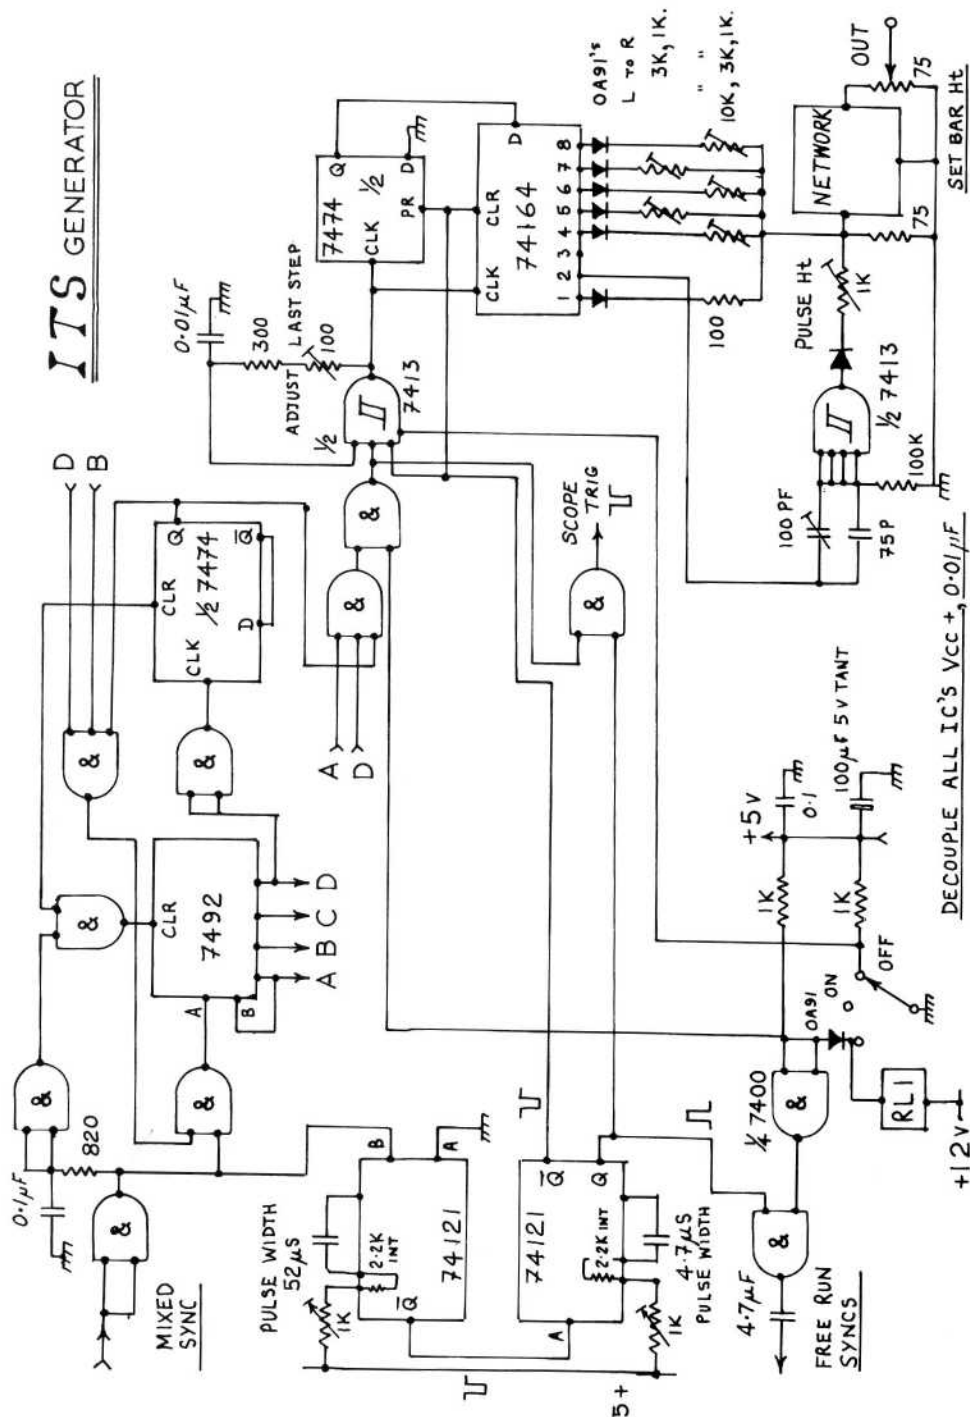 ITS GENERATOR
MIXED
SYNC
0.1µF
820
&
&
&
&
&
&
D
B
A
B
CLR
7492
A B C D
CLK
CLR
½ 7474
Q
D
Q̅
A
D
&
&
0.01µF
300
100
ADJUST LAST STEP
½
7413
7474
½
Q
CLK
PR
D
CLK
CLR
74164
D
1 2 3 4 5 6 7 8
OA91's
L TO R
3K, 1K.
" "
10K, 3K, 1K.
100
PULSE WIDTH
52µS
1K
2.2K
INT
B
A
Q̅
74121
5+
A
Q̅
Q
74121
2.2K INT
1K
4.7µS
PULSE WIDTH
SCOPE
TRIG
&
100 PF
75P
100K
½ 7413
PULSE Ht
1K
NETWORK
75
OUT
75
SET BAR Ht
4.7µF
FREE RUN
SYNCS
&
¼ 7400
&
OA91
ON
OFF
RL1
+12V
1K
1K
+5V
0.1
100µF 5V TANT
DECOUPLE ALL IC'S Vcc +, 0.01µF